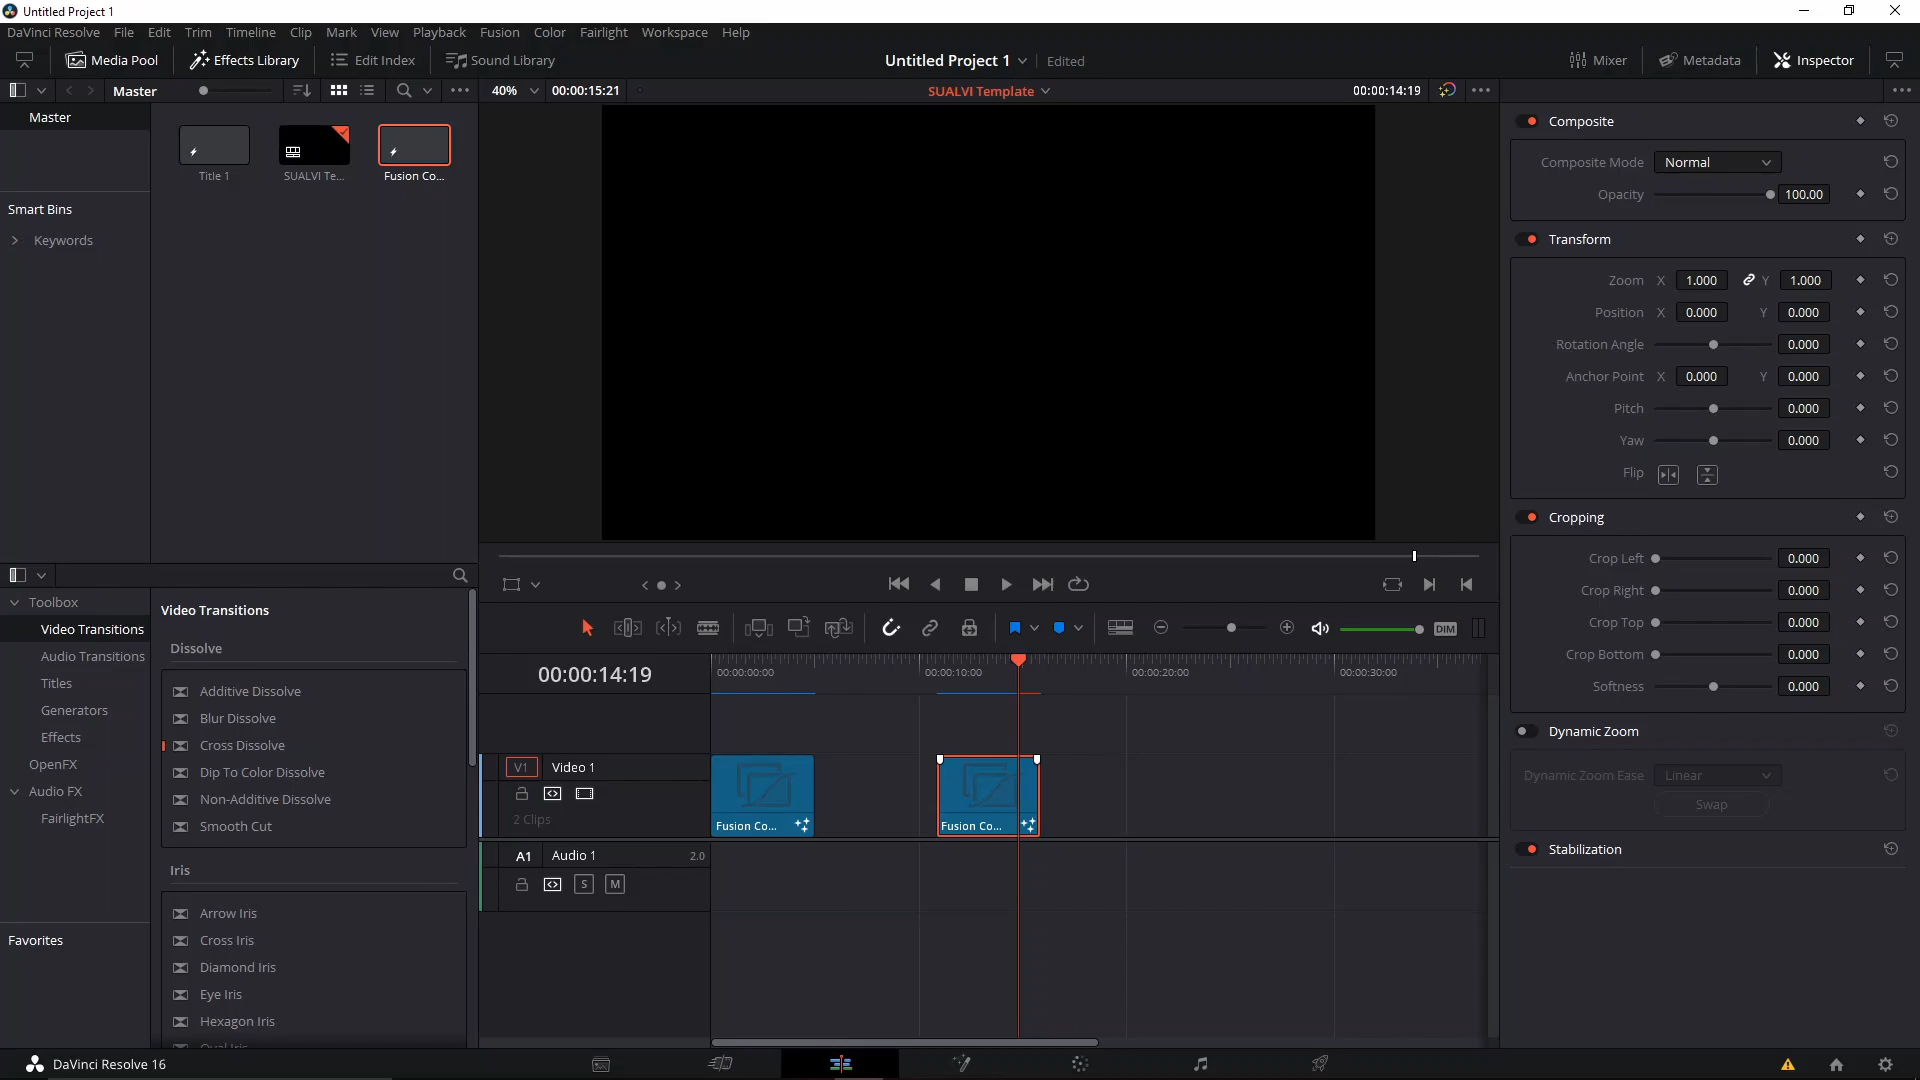 Untitled Project 1
DaVinci Resolve File Edit Trim Timeline Clip Mark View Playback Fusion Color Fairlight Workspace Help
Media Pool Effects Library Edit Index Sound Library Untitled Project 1 Edited Mixer Metadata Inspector
Master 40% 00:00:15:21 SUALVI Template 00:00:14:19
Master
Title 1 SUALVI Te... Fusion Co...
Smart Bins
Keywords
Composite
Composite Mode Normal
Opacity 100.00
Transform
Zoom X 1.000 Y 1.000
Position X 0.000 Y 0.000
Rotation Angle 0.000
Anchor Point X 0.000 Y 0.000
Pitch 0.000
Yaw 0.000
Flip
Cropping
Crop Left 0.000
Crop Right 0.000
Crop Top 0.000
Crop Bottom 0.000
Softness 0.000
Dynamic Zoom
Dynamic Zoom Ease Linear
Swap
Stabilization
Toolbox
Video Transitions
Audio Transitions
Titles
Generators
Effects
OpenFX
Audio FX
FairlightFX
Favorites
Video Transitions
Dissolve
Additive Dissolve
Blur Dissolve
Cross Dissolve
Dip To Color Dissolve
Non-Additive Dissolve
Smooth Cut
Iris
Arrow Iris
Cross Iris
Diamond Iris
Eye Iris
Hexagon Iris
Oval Iris
DIM
00:00:14:19 00:00:00:00 00:00:10:00 00:00:20:00 00:00:30:00
V1 Video 1
2 Clips
Fusion Co... Fusion Co...
A1 Audio 1 2.0
S M
DaVinci Resolve 16